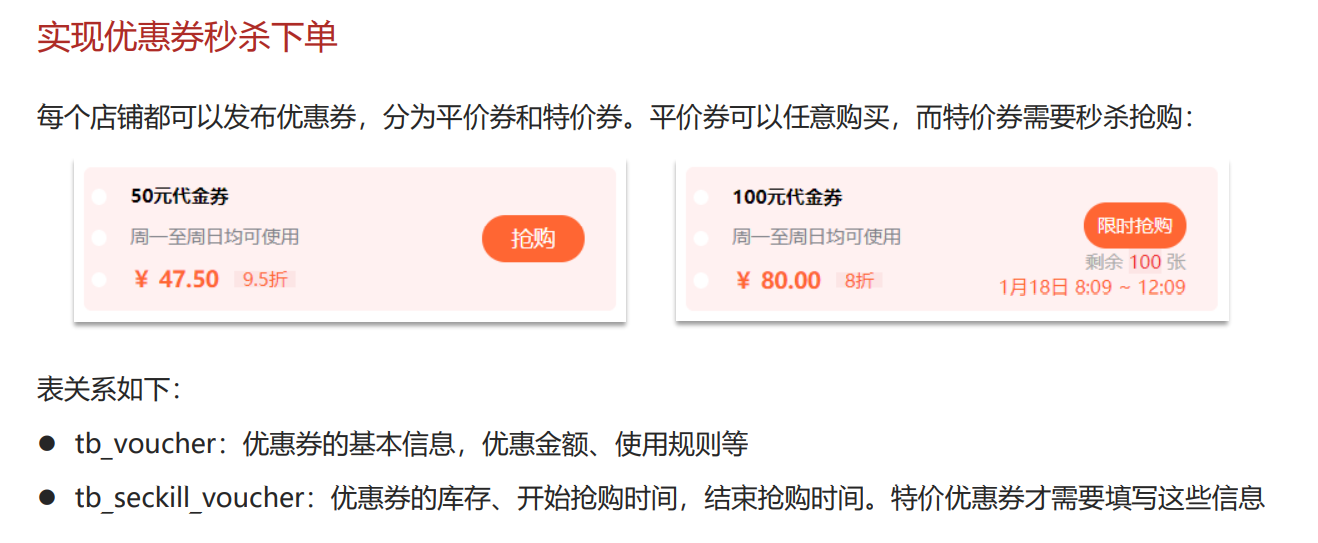 实现优惠券秒杀下单
每个店铺都可以发布优惠券，分为平价券和特价券。平价券可以任意购买，而特价券需要秒杀抢购：
50元代金券
周一至周日均可使用
￥ 47.50 9.5折
抢购
100元代金券
周一至周日均可使用
￥ 80.00 8折
限时抢购
剩余 100 张
1月18日 8:09 ~ 12:09
表关系如下：
● tb_voucher：优惠券的基本信息，优惠金额、使用规则等
● tb_seckill_voucher：优惠券的库存、开始抢购时间，结束抢购时间。特价优惠券才需要填写这些信息